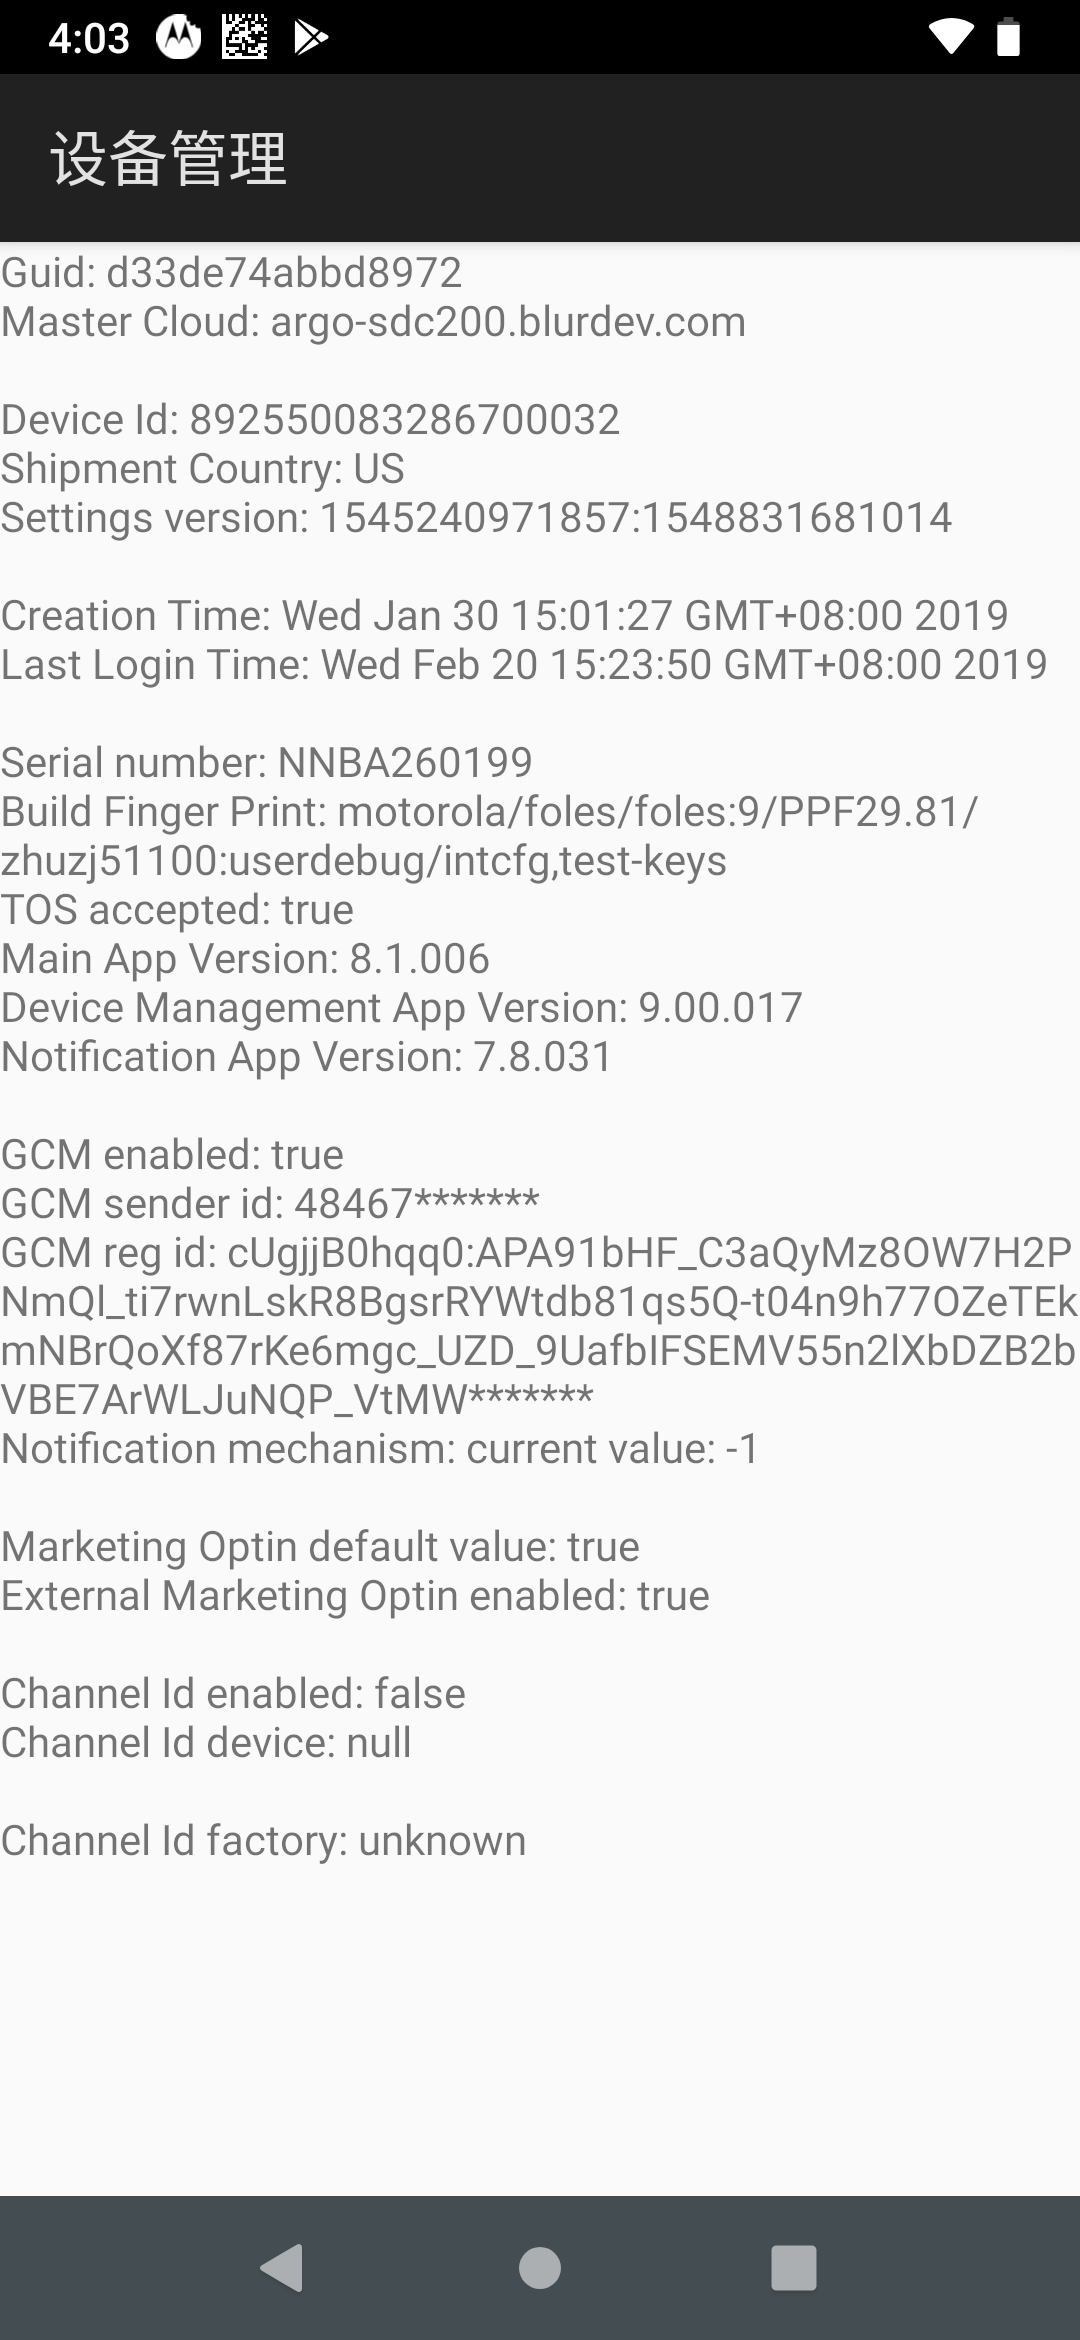 4:03
设备管理
Guid: d33de74abbd8972
Master Cloud: argo-sdc200.blurdev.com
Device Id: 892550083286700032
Shipment Country: US
Settings version: 1545240971857:1548831681014
Creation Time: Wed Jan 30 15:01:27 GMT+08:00 2019
Last Login Time: Wed Feb 20 15:23:50 GMT+08:00 2019
Serial number: NNBA260199
Build Finger Print: motorola/foles/foles:9/PPF29.81/
zhuzj51100:userdebug/intcfg,test-keys
TOS accepted: true
Main App Version: 8.1.006
Device Management App Version: 9.00.017
Notification App Version: 7.8.031
GCM enabled: true
GCM sender id: 48467*******
GCM reg id: cUgjjB0hqq0:APA91bHF_C3aQyMz8OW7H2P
NmQl_ti7rwnLskR8BgsrRYWtdb81qs5Q-t04n9h77OZeTEk
mNBrQoXf87rKe6mgc_UZD_9UafbIFSEMV55n2lXbDZB2b
VBE7ArWLJuNQP_VtMW*******
Notification mechanism: current value: -1
Marketing Optin default value: true
External Marketing Optin enabled: true
Channel Id enabled: false
Channel Id device: null
Channel Id factory: unknown